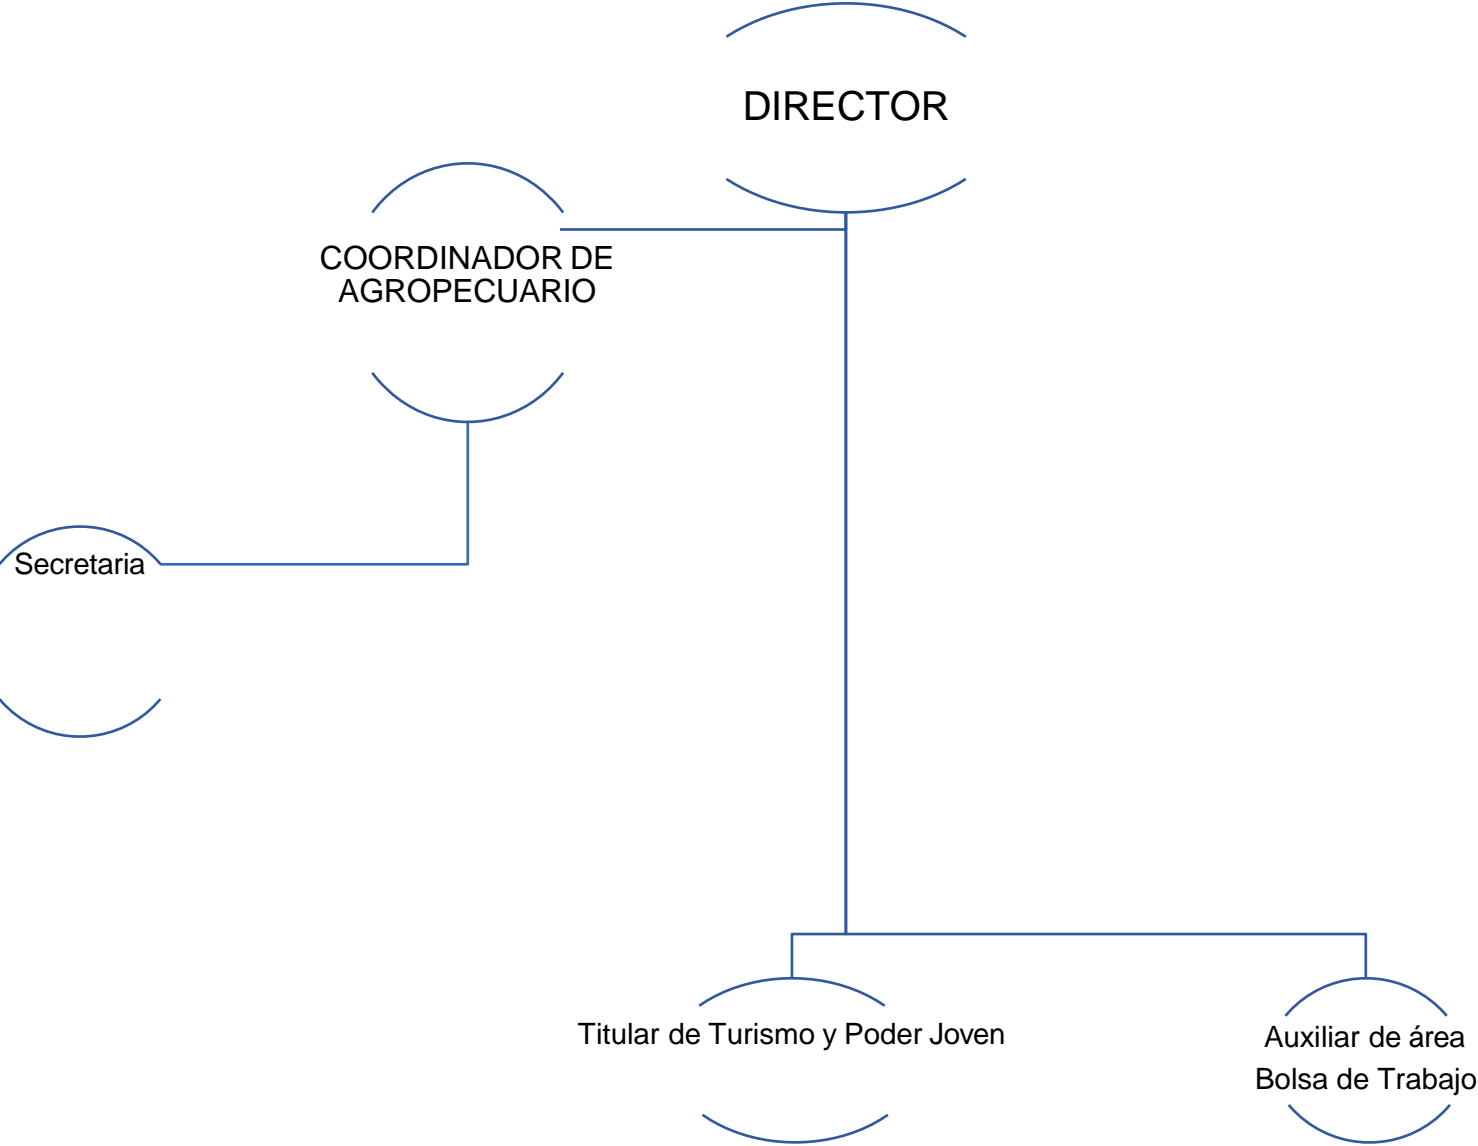 DIRECTOR
COORDINADOR DE
AGROPECUARIO
Secretaria
Titular de Turismo y Poder Joven
Auxiliar de área
Bolsa de Trabajo